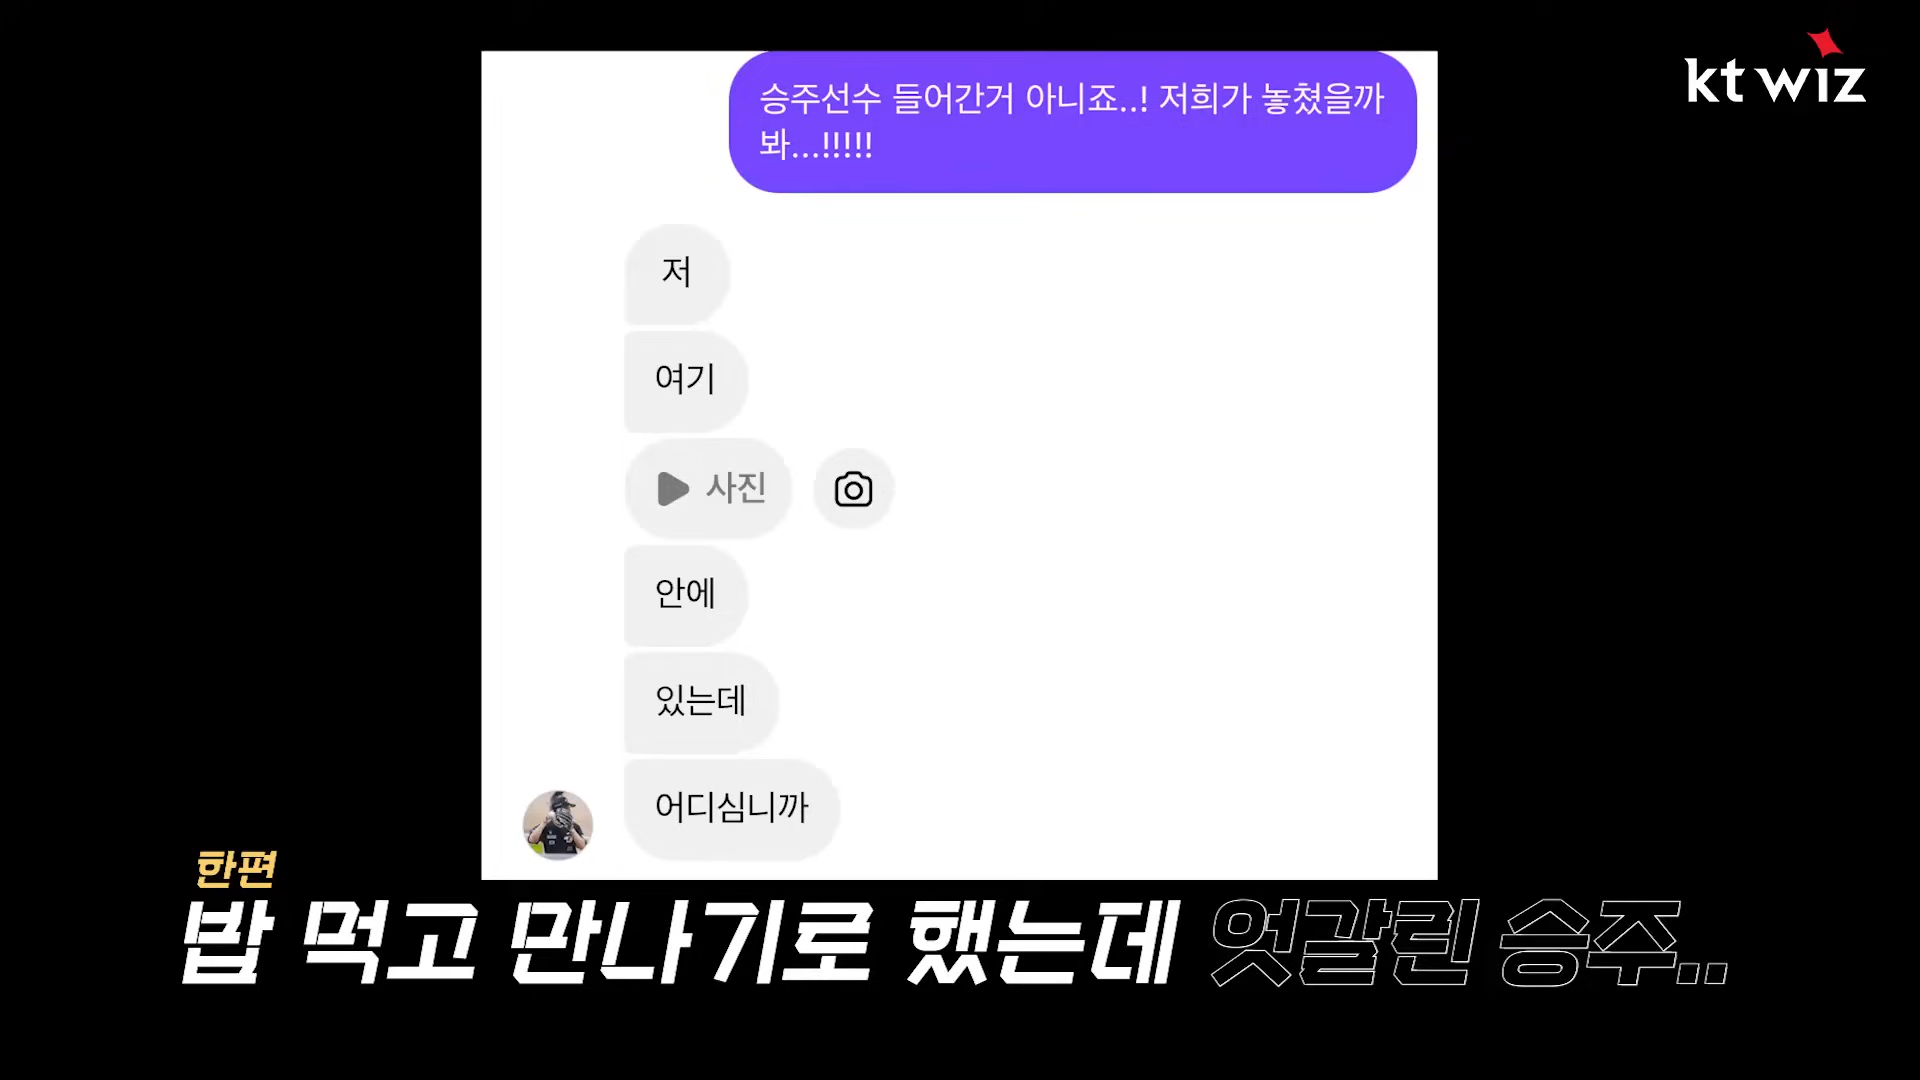 kt wiz
승주선수 들어간거 아니죠..! 저희가 놓쳤을까
봐...!!!!!
저
여기
사진
안에
있는데
어디심니까
한편
밥 먹고 만나기로 했는데 엇갈린 승주..